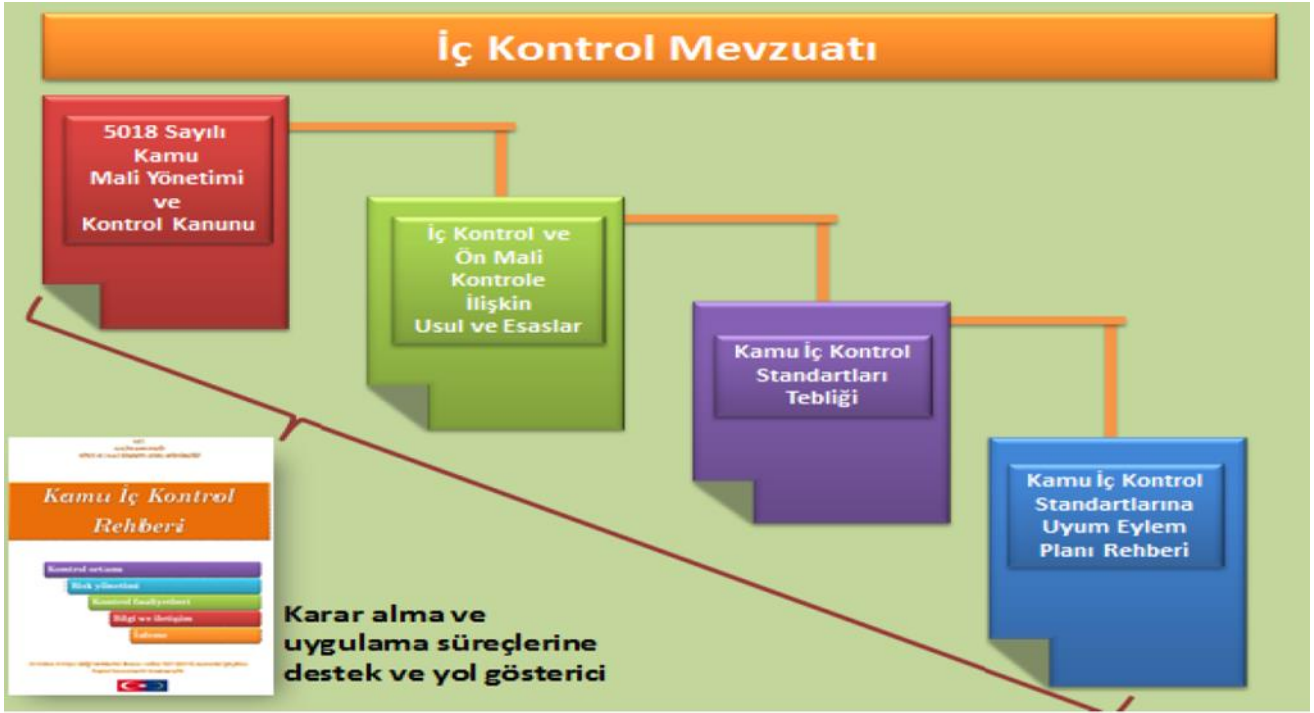 İç Kontrol Mevzuatı
5018 Sayılı
Kamu
Mali Yönetimi
ve
Kontrol Kanunu
İç Kontrol ve
Ön Mali
Kontrole
İlişkin
Usul ve Esaslar
Kamu İç Kontrol
Standartları
Tebliği
Kamu İç Kontrol
Standartlarına
Uyum Eylem
Planı Rehberi
Kamu İç Kontrol
Rehberi
Kontrol ortamı
Risk yönetimi
Kontrol faaliyetleri
Bilgi ve iletişim
İzleme
Karar alma ve
uygulama süreçlerine
destek ve yol gösterici